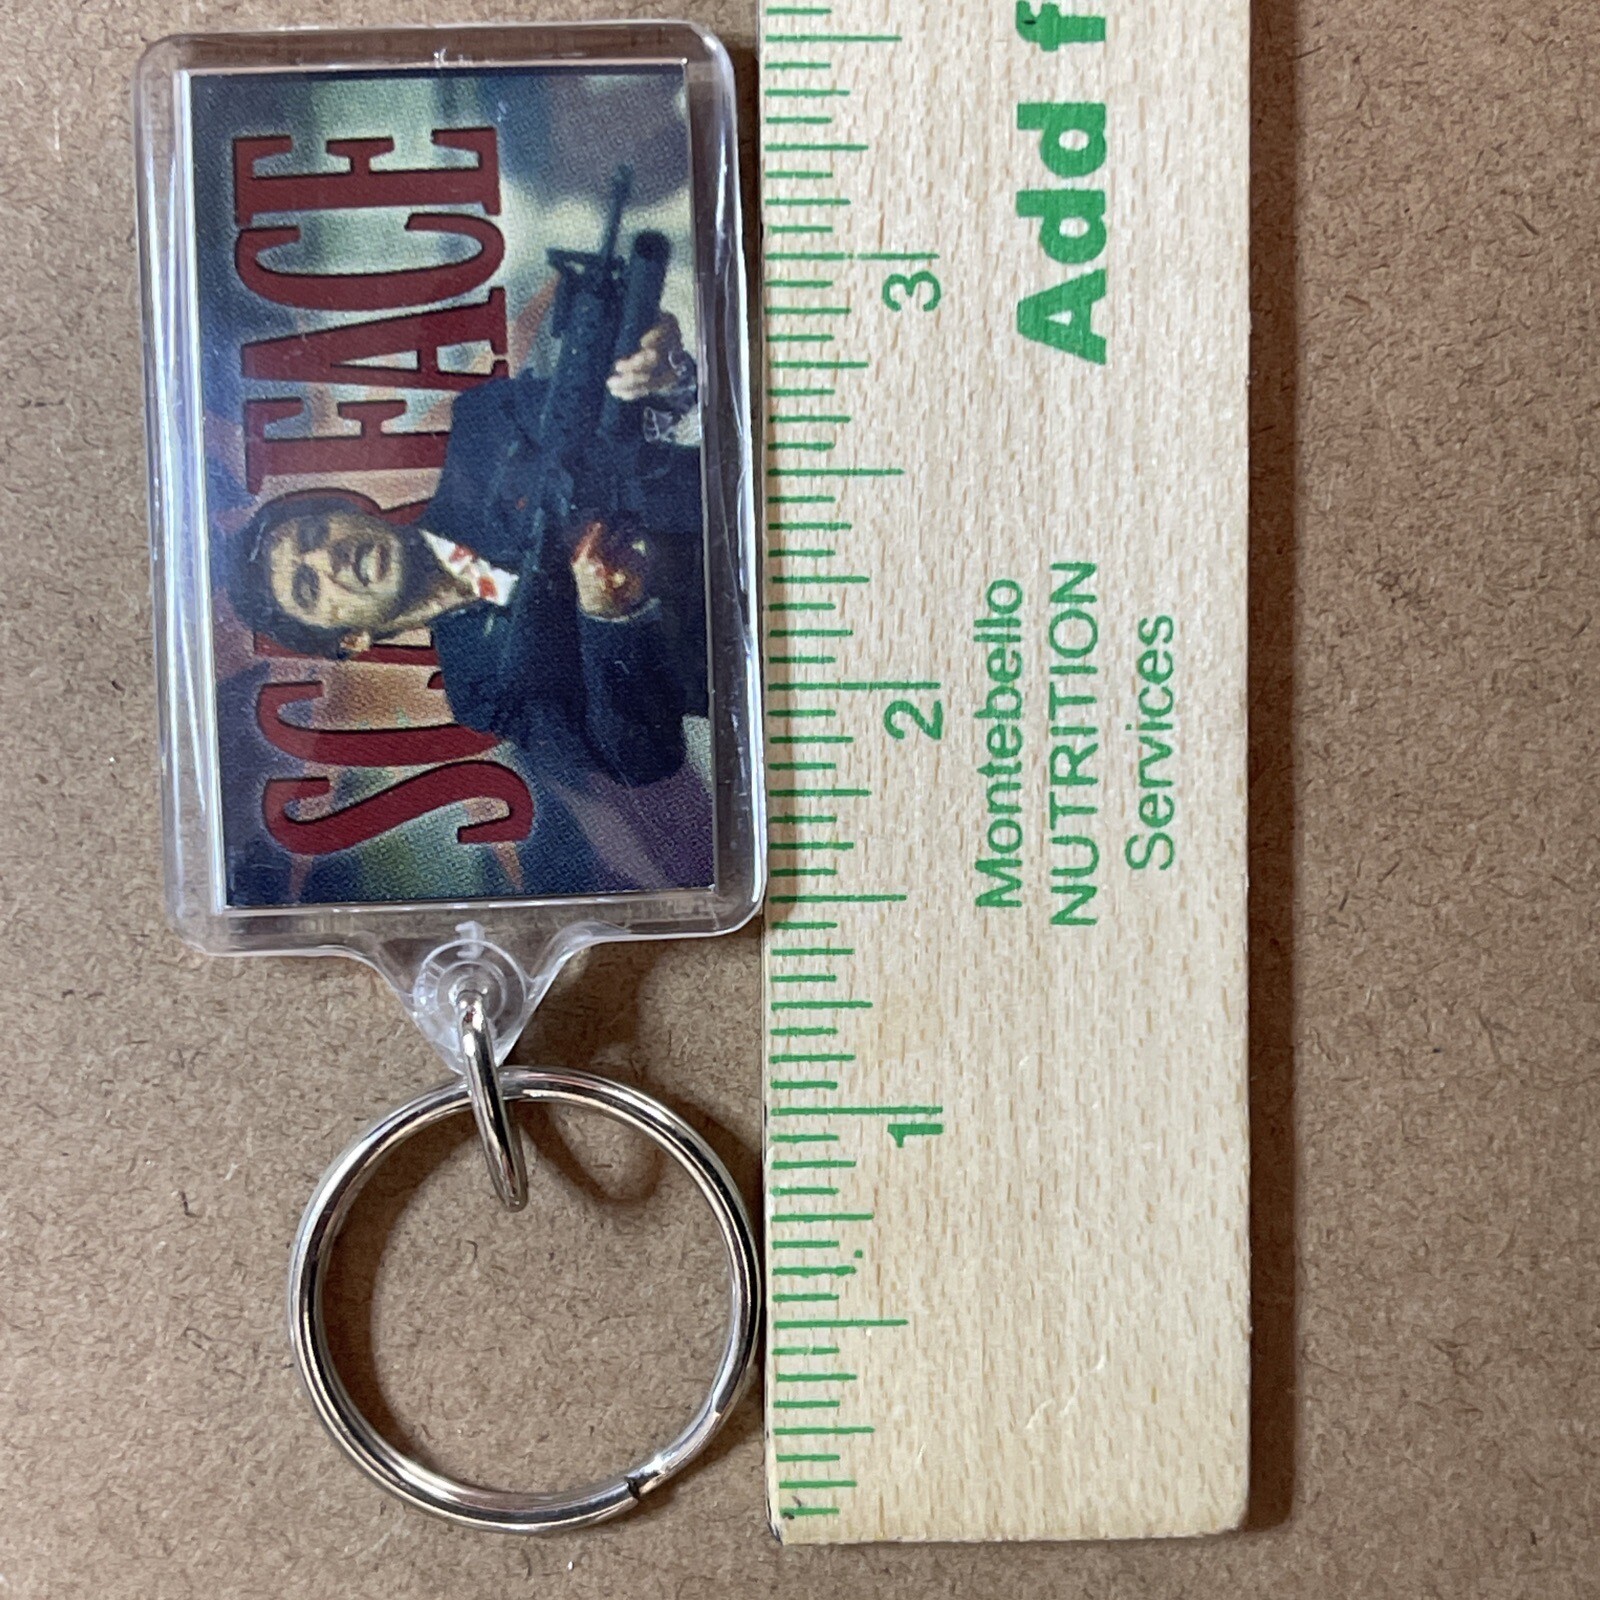 SCARFACE
Add f
Montebello
NUTRITION
Services
1
2
3